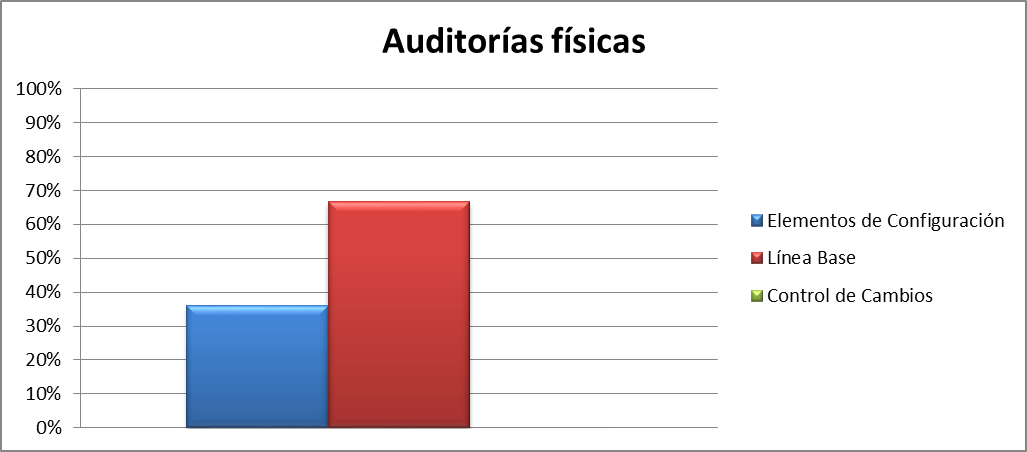 Auditorías físicas
100%
90%
80%
70%
60%
50%
40%
30%
20%
10%
0%
Elementos de Configuración
Línea Base
Control de Cambios